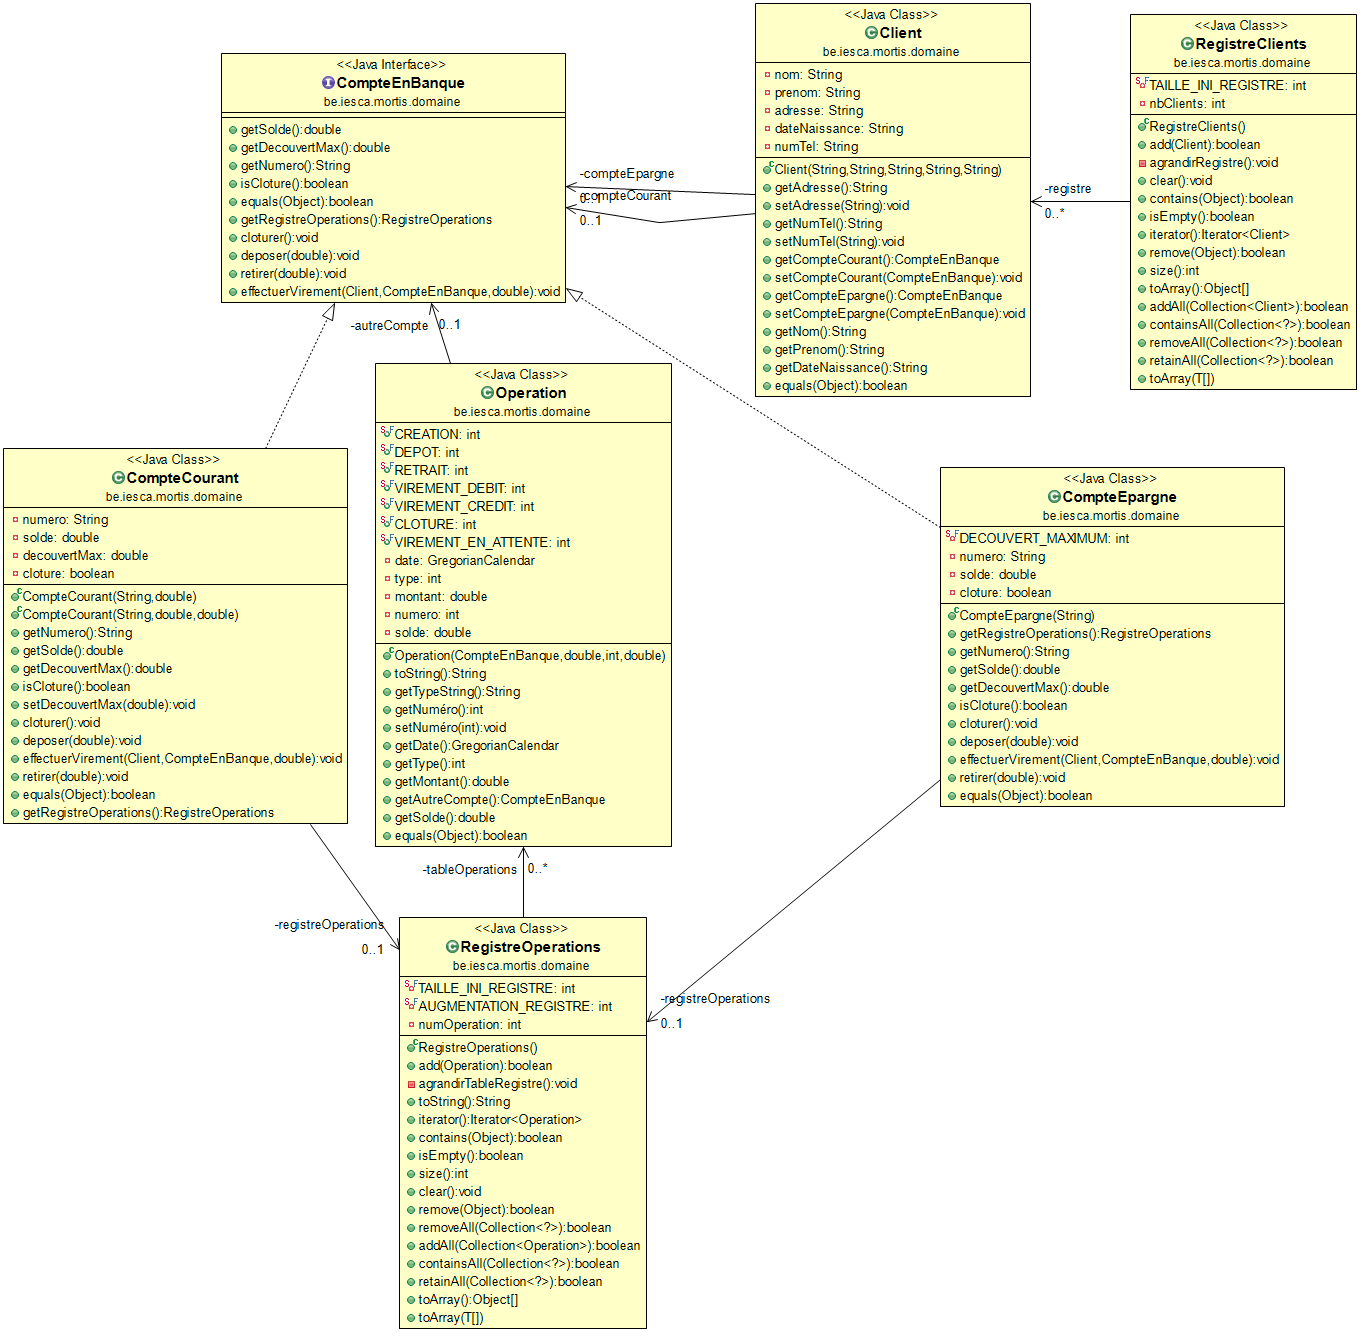 <<Java Interface>>
CompteEnBanque
be.iesca.mortis.domaine
getSolde():double
getDecouvertMax():double
getNumero():String
isCloture():boolean
equals(Object):boolean
getRegistreOperations():RegistreOperations
cloturer():void
deposer(double):void
retirer(double):void
effectuerVirement(Client,CompteEnBanque,double):void
-compteEpargne
0..1
-compteCourant
0..1
<<Java Class>>
Client
be.iesca.mortis.domaine
nom: String
prenom: String
adresse: String
dateNaissance: String
numTel: String
Client(String,String,String,String,String)
getAdresse():String
setAdresse(String):void
getNumTel():String
setNumTel(String):void
getCompteCourant():CompteEnBanque
setCompteCourant(CompteEnBanque):void
getCompteEpargne():CompteEnBanque
setCompteEpargne(CompteEnBanque):void
getNom():String
getPrenom():String
getDateNaissance():String
equals(Object):boolean
-registre
0..*
<<Java Class>>
RegistreClients
be.iesca.mortis.domaine
TAILLE_INI_REGISTRE: int
nbClients: int
RegistreClients()
add(Client):boolean
agrandirRegistre():void
clear():void
contains(Object):boolean
isEmpty():boolean
iterator():Iterator<Client>
remove(Object):boolean
size():int
toArray():Object[]
addAll(Collection<Client>):boolean
containsAll(Collection<?>):boolean
removeAll(Collection<?>):boolean
retainAll(Collection<?>):boolean
toArray(T[])
-autreCompte
0..1
<<Java Class>>
Operation
be.iesca.mortis.domaine
CREATION: int
DEPOT: int
RETRAIT: int
VIREMENT_DEBIT: int
VIREMENT_CREDIT: int
CLOTURE: int
VIREMENT_EN_ATTENTE: int
date: GregorianCalendar
type: int
montant: double
numero: int
solde: double
Operation(CompteEnBanque,double,int,double)
toString():String
getTypeString():String
getNuméro():int
setNuméro(int):void
getDate():GregorianCalendar
getType():int
getMontant():double
getAutreCompte():CompteEnBanque
getSolde():double
equals(Object):boolean
<<Java Class>>
CompteCourant
be.iesca.mortis.domaine
numero: String
solde: double
decouvertMax: double
cloture: boolean
CompteCourant(String,double)
CompteCourant(String,double,double)
getNumero():String
getSolde():double
getDecouvertMax():double
isCloture():boolean
setDecouvertMax(double):void
cloturer():void
deposer(double):void
effectuerVirement(Client,CompteEnBanque,double):void
retirer(double):void
equals(Object):boolean
getRegistreOperations():RegistreOperations
<<Java Class>>
CompteEpargne
be.iesca.mortis.domaine
DECOUVERT_MAXIMUM: int
numero: String
solde: double
cloture: boolean
CompteEpargne(String)
getRegistreOperations():RegistreOperations
getNumero():String
getSolde():double
getDecouvertMax():double
isCloture():boolean
cloturer():void
deposer(double):void
effectuerVirement(Client,CompteEnBanque,double):void
retirer(double):void
equals(Object):boolean
-tableOperations
0..*
-registreOperations
0..1
-registreOperations
0..1
<<Java Class>>
RegistreOperations
be.iesca.mortis.domaine
TAILLE_INI_REGISTRE: int
AUGMENTATION_REGISTRE: int
numOperation: int
RegistreOperations()
add(Operation):boolean
agrandirTableRegistre():void
toString():String
iterator():Iterator<Operation>
contains(Object):boolean
isEmpty():boolean
size():int
clear():void
remove(Object):boolean
removeAll(Collection<?>):boolean
addAll(Collection<Operation>):boolean
containsAll(Collection<?>):boolean
retainAll(Collection<?>):boolean
toArray():Object[]
toArray(T[])